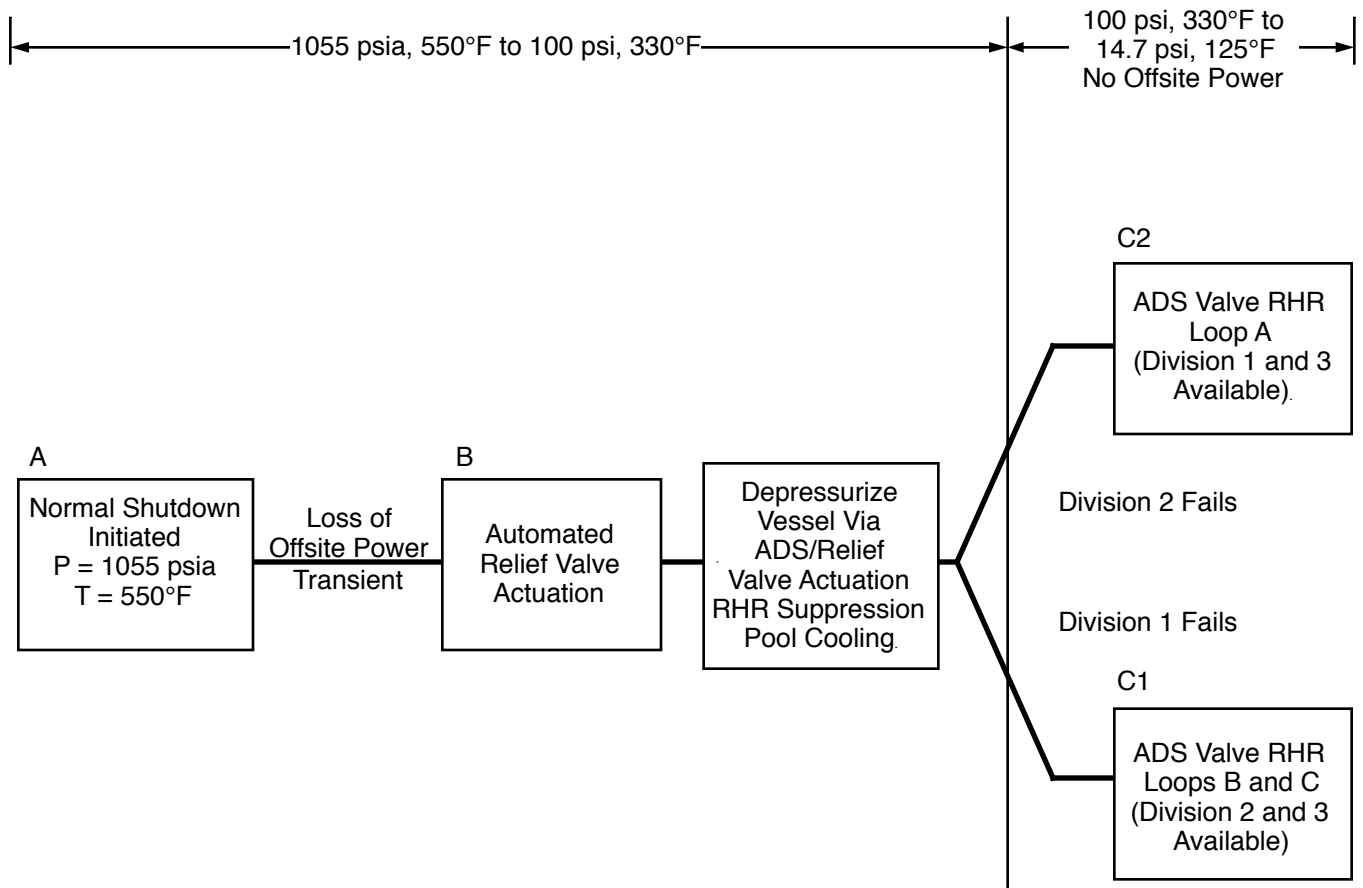 1055 psia, 550°F to 100 psi, 330°F
100 psi, 330°F to
14.7 psi, 125°F
No Offsite Power
C2
ADS Valve RHR
Loop A
(Division 1 and 3
Available).
A
Normal Shutdown
Initiated
P = 1055 psia
T = 550°F
Loss of
Offsite Power
Transient
B
Automated
Relief Valve
Actuation
Depressurize
Vessel Via
ADS/Relief
Valve Actuation
RHR Suppression
Pool Cooling.
Division 2 Fails
Division 1 Fails
C1
ADS Valve RHR
Loops B and C
(Division 2 and 3
Available)